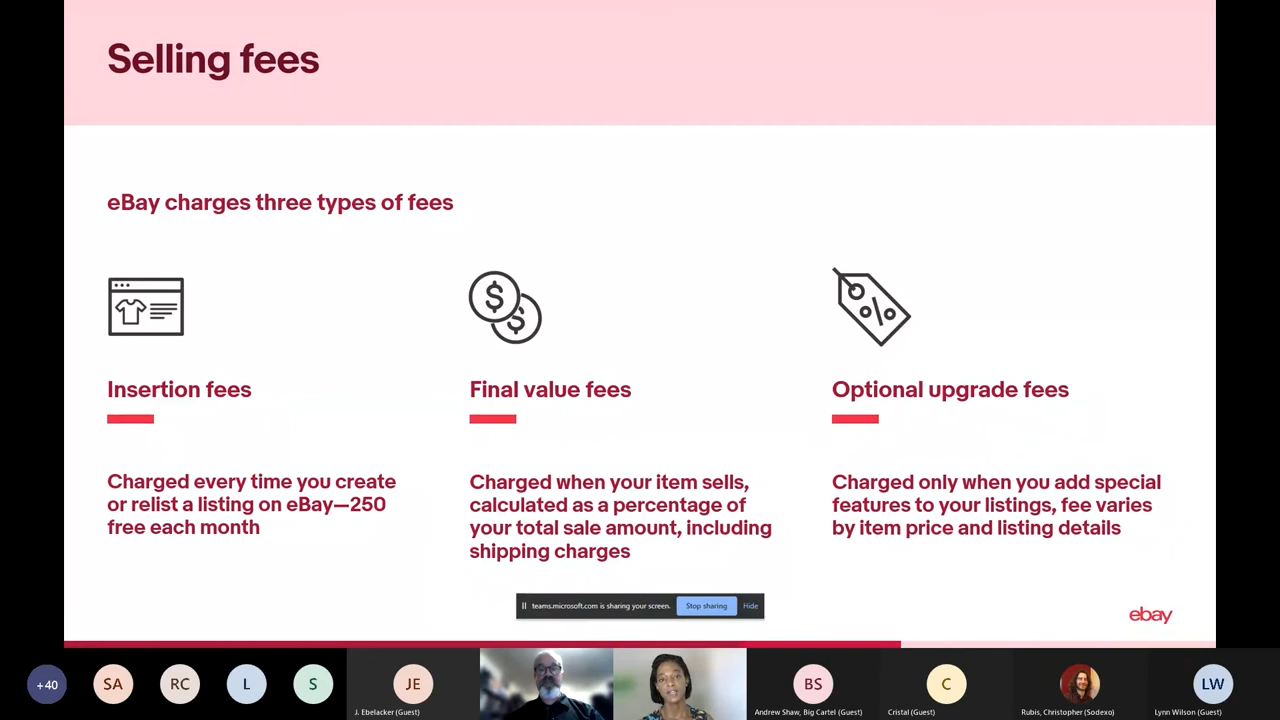 Selling fees
eBay charges three types of fees
$
$
%
Insertion fees
Final value fees
Optional upgrade fees
Charged every time you create
or relist a listing on eBay—250
free each month
Charged when your item sells,
calculated as a percentage of
your total sale amount, including
shipping charges
Charged only when you add special
features to your listings, fee varies
by item price and listing details
teams.microsoft.com is sharing your screen.
Stop sharing
Hide
ebay
+40
SA
RC
L
S
JE
J. Ebelacker (Guest)
BS
Andrew Shaw, Big Cartel (Guest)
C
Cristal (Guest)
Rubis, Christopher (Sodexo)
LW
Lynn Wilson (Guest)